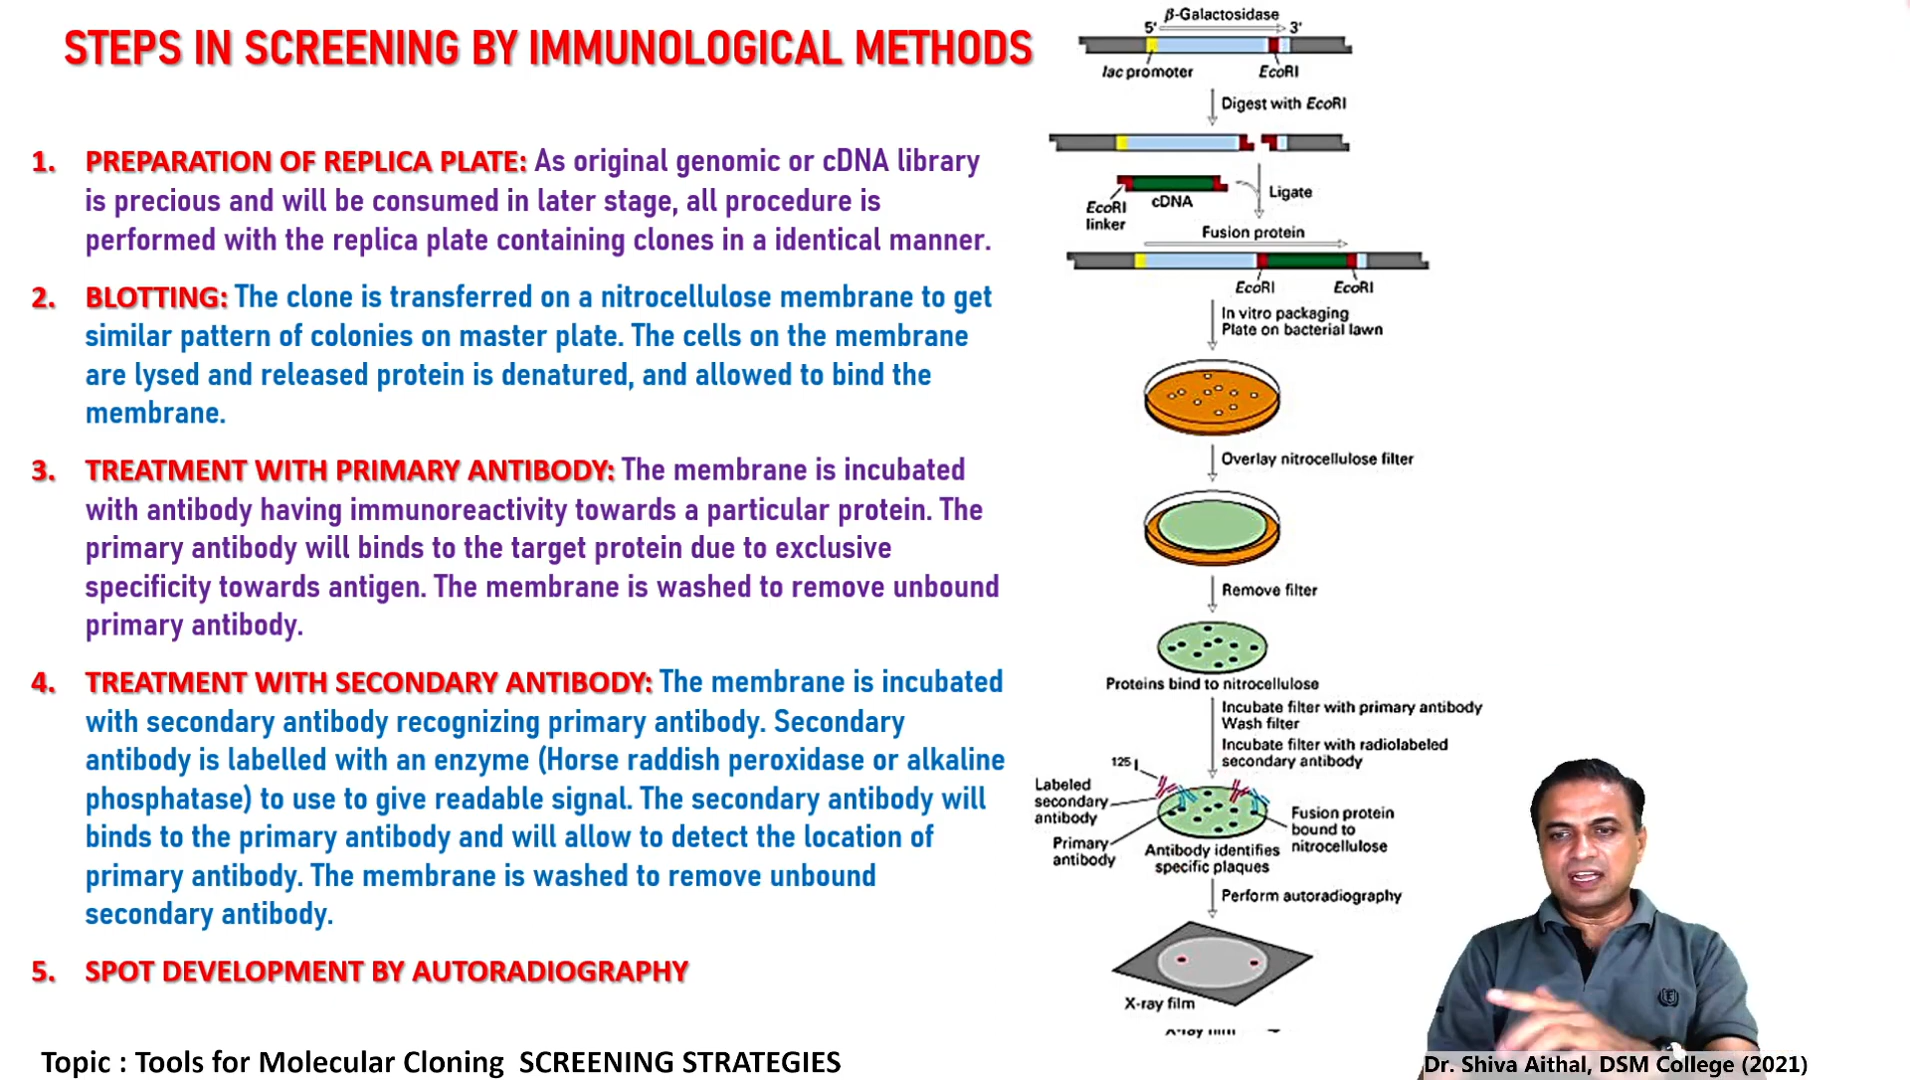 STEPS IN SCREENING BY IMMUNOLOGICAL METHODS
1. PREPARATION OF REPLICA PLATE: As original genomic or cDNA library
is precious and will be consumed in later stage, all procedure is
performed with the replica plate containing clones in a identical manner.
2. BLOTTING: The clone is transferred on a nitrocellulose membrane to get
similar pattern of colonies on master plate. The cells on the membrane
are lysed and released protein is denatured, and allowed to bind the
membrane.
3. TREATMENT WITH PRIMARY ANTIBODY: The membrane is incubated
with antibody having immunoreactivity towards a particular protein. The
primary antibody will binds to the target protein due to exclusive
specificity towards antigen. The membrane is washed to remove unbound
primary antibody.
4. TREATMENT WITH SECONDARY ANTIBODY: The membrane is incubated
with secondary antibody recognizing primary antibody. Secondary
antibody is labelled with an enzyme (Horse raddish peroxidase or alkaline
phosphatase) to use to give readable signal. The secondary antibody will
binds to the primary antibody and will allow to detect the location of
primary antibody. The membrane is washed to remove unbound
secondary antibody.
5. SPOT DEVELOPMENT BY AUTORADIOGRAPHY
β-Galactosidase
5' 3'
lac promoter EcoRI
Digest with EcoRI
EcoRI
linker
cDNA
Ligate
Fusion protein
EcoRI EcoRI
In vitro packaging
Plate on bacterial lawn
Overlay nitrocellulose filter
Remove filter
Proteins bind to nitrocellulose
Incubate filter with primary antibody
Wash filter
Incubate filter with radiolabeled
secondary antibody
125 I
Labeled
secondary
antibody
Primary
antibody
Fusion protein
bound to
nitrocellulose
Antibody identifies
specific plaques
Perform autoradiography
X-ray film
X-ray film
Topic : Tools for Molecular Cloning SCREENING STRATEGIES
Dr. Shiva Aithal, DSM College (2021)